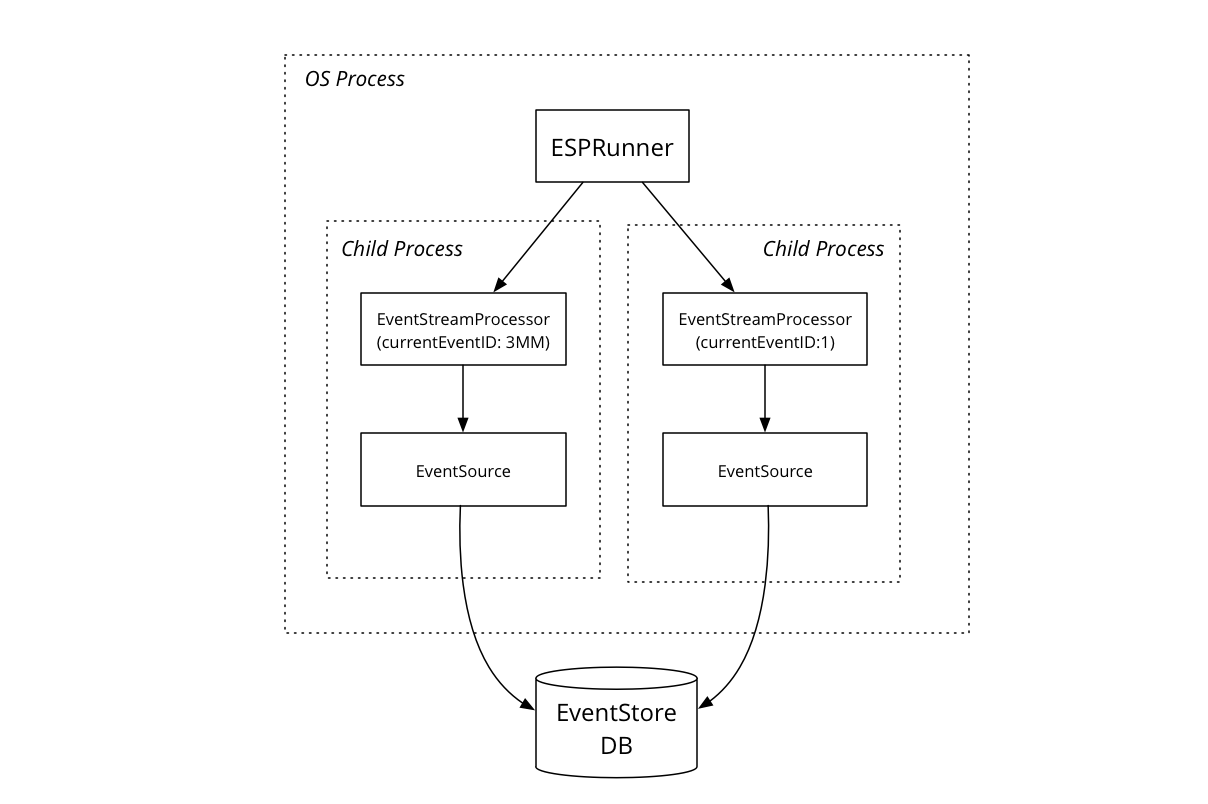 OS Process
ESPRunner
Child Process
Child Process
EventStreamProcessor
(currentEventID: 3MM)
EventStreamProcessor
(currentEventID:1)
EventSource
EventSource
EventStore
DB